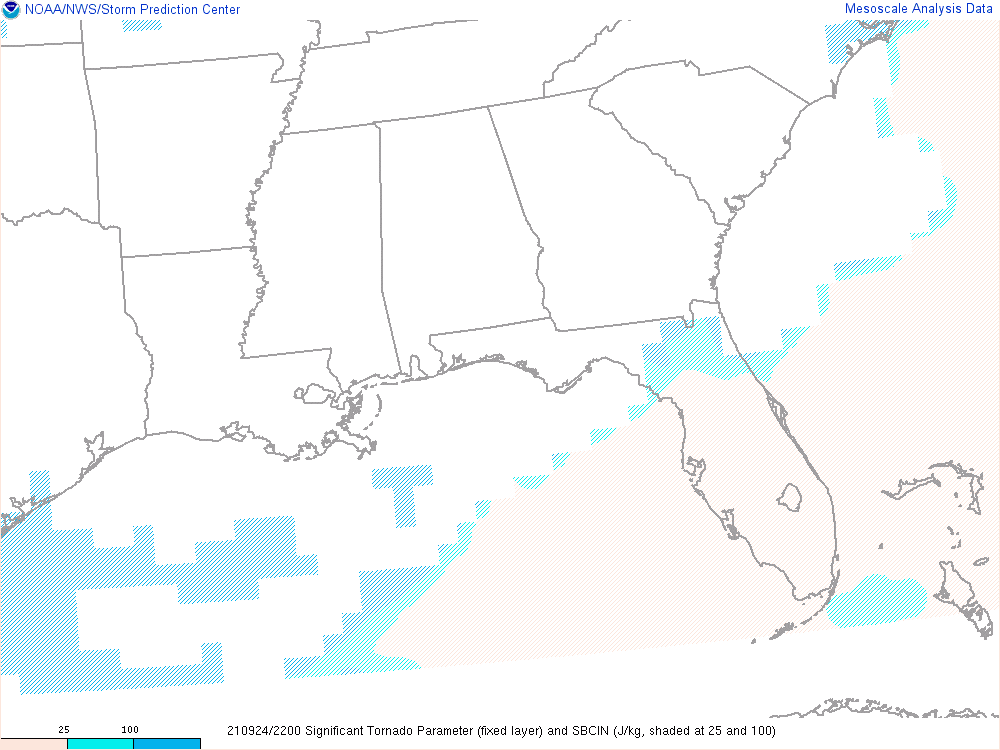 NOAA/NWS/Storm Prediction Center
Mesoscale Analysis Data
25 100
210924/2200 Significant Tornado Parameter (fixed layer) and SBCIN (J/kg, shaded at 25 and 100)